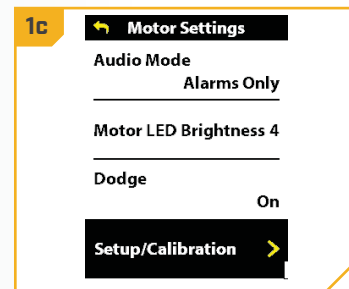 1c
Motor Settings
Audio Mode
Alarms Only
Motor LED Brightness 4
Dodge
On
Setup/Calibration